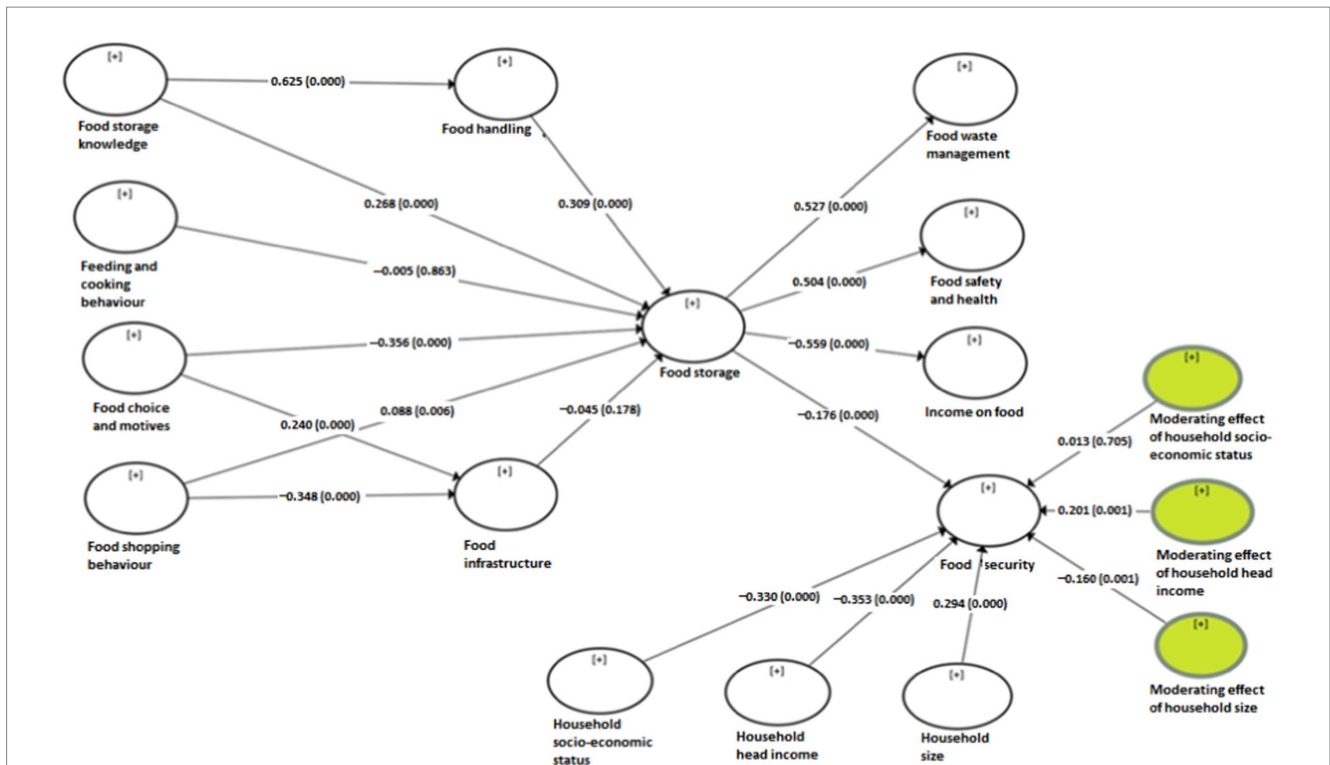 [+]
Food storage
knowledge
0.625 (0.000)
[+]
Food handling
[+]
Food waste
management
0.268 (0.000)
0.309 (0.000)
0.527 (0.000)
[+]
Feeding and
cooking
behaviour
−0.005 (0.863)
[+]
Food safety
and health
0.504 (0.000)
[+]
Food storage
[+]
Food choice
and motives
−0.356 (0.000)
−0.559 (0.000)
[+]
Income on food
0.240 (0.000)
0.088 (0.006)
−0.045 (0.178)
−0.176 (0.000)
[+]
Moderating effect
of household socio-
economic status
0.013 (0.705)
[+]
Food shopping
behaviour
−0.348 (0.000)
[+]
Food
infrastructure
[+]
Food security
0.201 (0.001)
[+]
Moderating effect
of household head
income
−0.160 (0.001)
[+]
Moderating effect
of household size
−0.330 (0.000)
−0.353 (0.000)
0.294 (0.000)
[+]
Household
socio-economic
status
[+]
Household
head income
[+]
Household
size